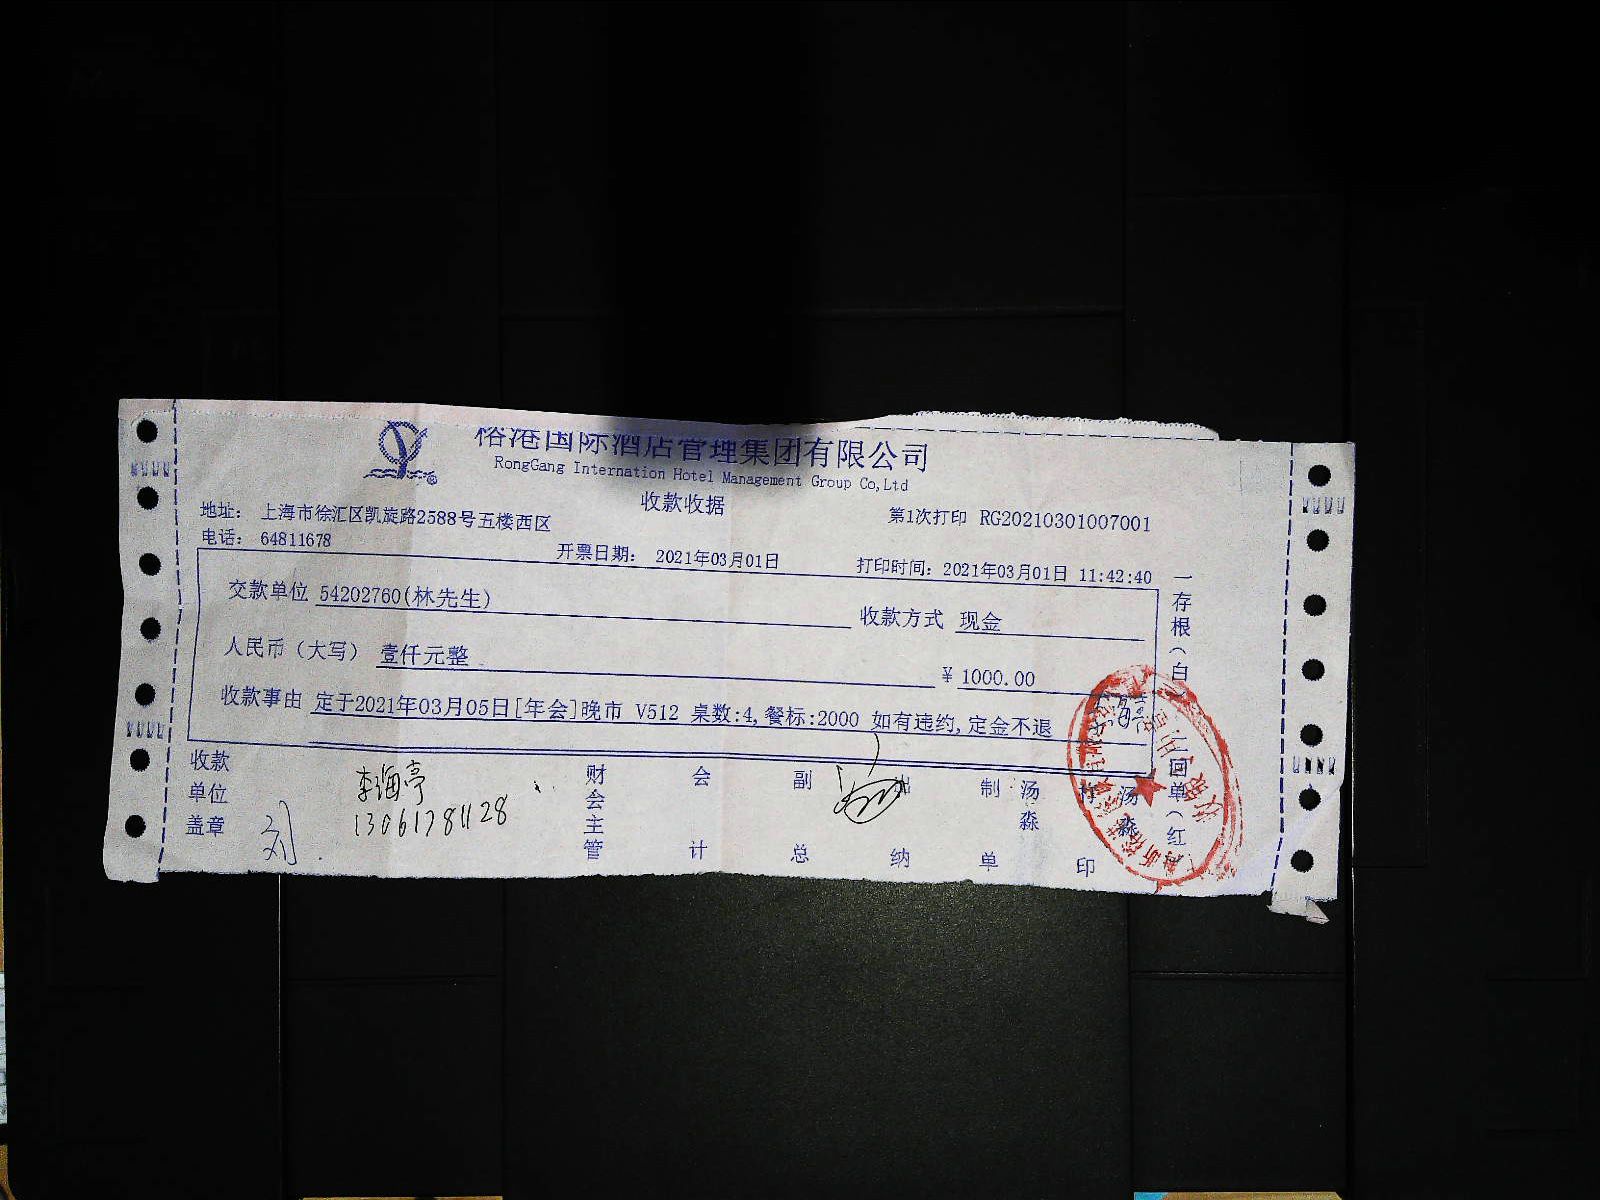 榕港国际酒店管理集团有限公司
RongGang Internation Hotel Management Group Co,Ltd
收款收据
地址： 上海市徐汇区凯旋路2588号五楼西区
第1次打印 RG20210301007001
电话： 64811678
开票日期： 2021年03月01日
打印时间：2021年03月01日 11:42:40
交款单位 54202760(林先生)
收款方式 现金
人民币（大写） 壹仟元整
¥ 1000.00
收款事由 定于2021年03月05日[年会]晚市 V512 桌数:4,餐标:2000 如有违约,定金不退
一存根（白
二回单（红
收款单位盖章
李海亭
13061781128
刘
财会主管
会计
副总
出纳
制单
汤淼
打印
汤淼